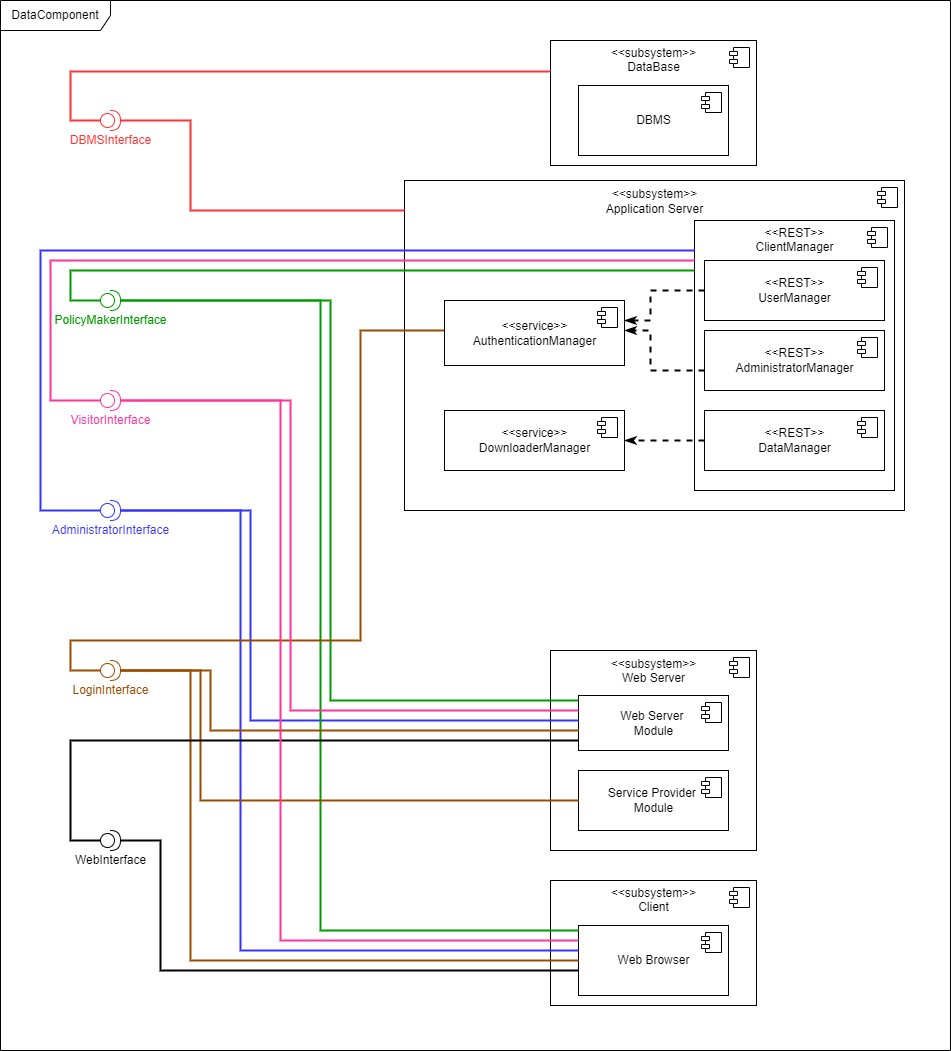 DataComponent
<<subsystem>>
DataBase
DBMS
DBMSInterface
<<subsystem>>
Application Server
<<REST>>
ClientManager
<<REST>>
UserManager
PolicyMakerInterface
<<service>>
AuthenticationManager
<<REST>>
AdministratorManager
VisitorInterface
<<service>>
DownloaderManager
<<REST>>
DataManager
AdministratorInterface
<<subsystem>>
Web Server
LoginInterface
Web Server
Module
Service Provider
Module
WebInterface
<<subsystem>>
Client
Web Browser